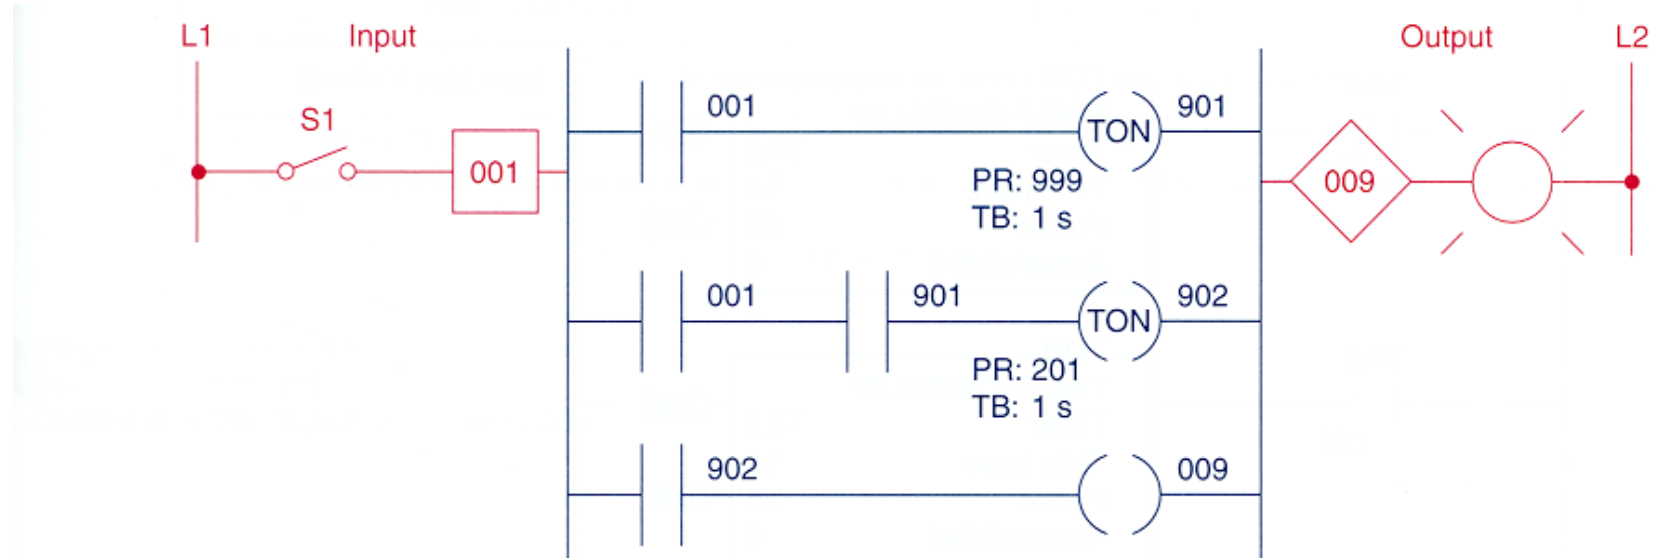 L1 Input Output L2
S1 001 TON 901
001 009
PR: 999
TB: 1 s
001 901 TON 902
PR: 201
TB: 1 s
902 009